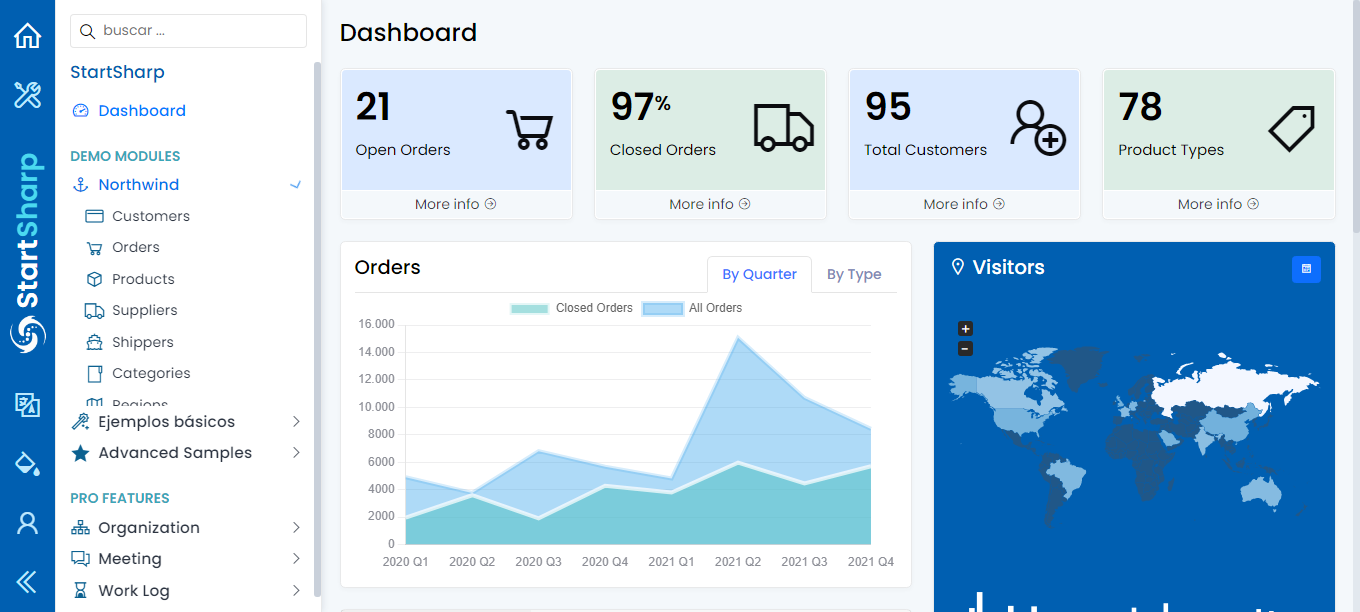 buscar ...
StartSharp
Dashboard
DEMO MODULES
Northwind
Customers
Orders
Products
Suppliers
Shippers
Categories
Regions
Ejemplos básicos
Advanced Samples
PRO FEATURES
Organization
Meeting
Work Log
StartSharp
Dashboard
21
Open Orders
More info
97%
Closed Orders
More info
95
Total Customers
More info
78
Product Types
More info
Orders
By Quarter
By Type
Closed Orders
All Orders
16.000
14.000
12.000
10.000
8000
6000
4000
2000
0
2020 Q1
2020 Q2
2020 Q3
2020 Q4
2021 Q1
2021 Q2
2021 Q3
2021 Q4
Visitors
+
−